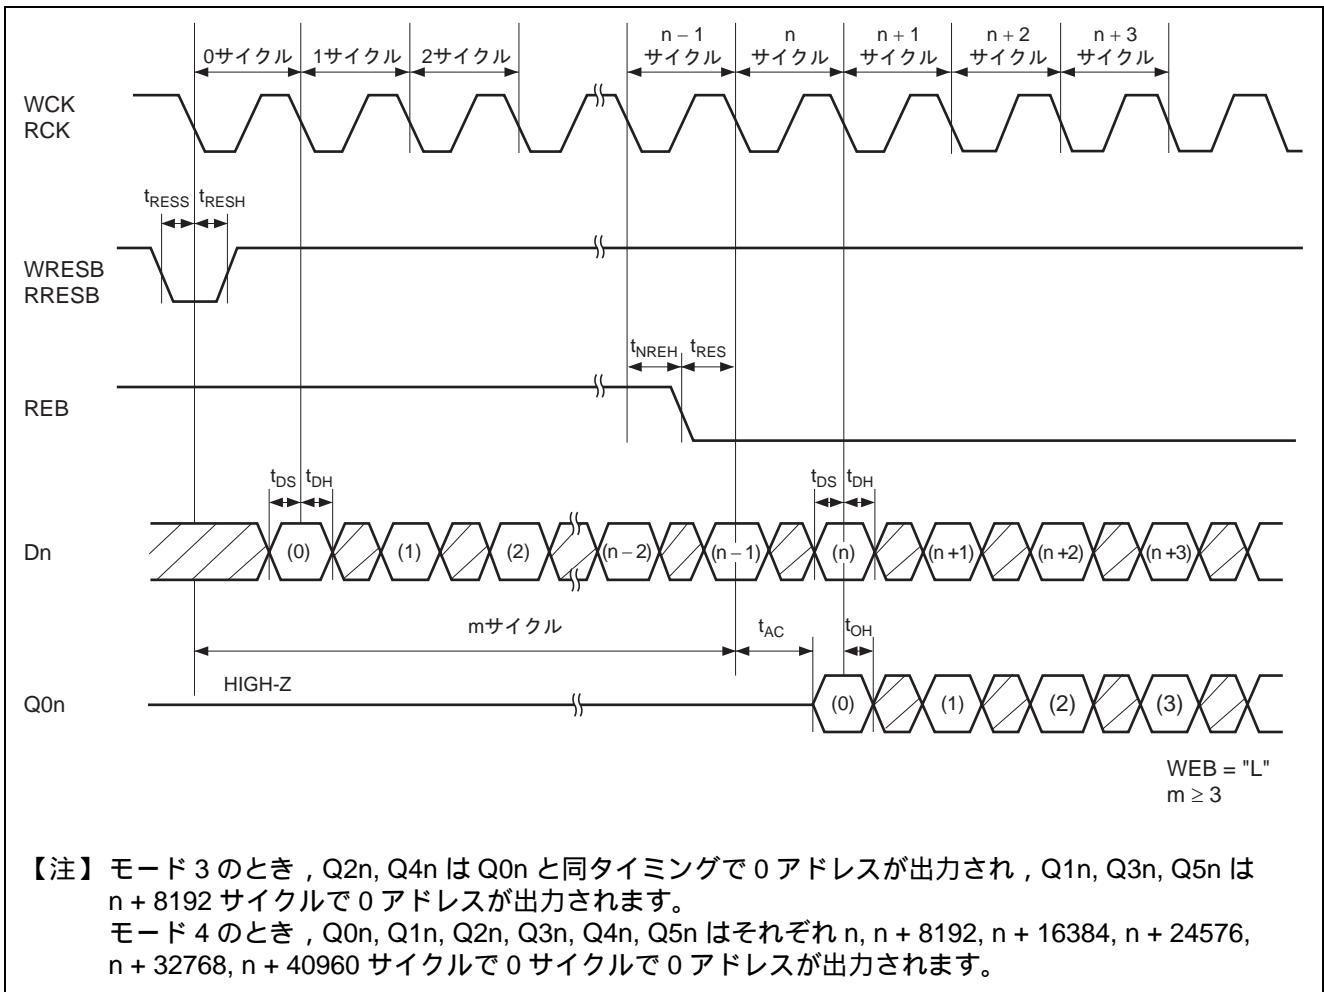 n − 1 n n + 1 n + 2 n + 3
0サイクル 1サイクル 2サイクル サイクル サイクル サイクル サイクル サイクル
WCK
RCK
tRESS tRESH
WRESB
RRESB
tNREH tRES
REB
tDS tDH tDS tDH
Dn (0) (1) (2) (n − 2) (n − 1) (n) (n +1) (n +2) (n +3)
mサイクル tAC tOH
HIGH-Z
Q0n (0) (1) (2) (3)
WEB = "L"
m ≥ 3
【注】 モード 3 のとき , Q2n, Q4n は Q0n と同タイミングで 0 アドレスが出力され , Q1n, Q3n, Q5n は
n + 8192 サイクルで 0 アドレスが出力されます。
モード 4 のとき , Q0n, Q1n, Q2n, Q3n, Q4n, Q5n はそれぞれ n, n + 8192, n + 16384, n + 24576,
n + 32768, n + 40960 サイクルで 0 サイクルで 0 アドレスが出力されます。